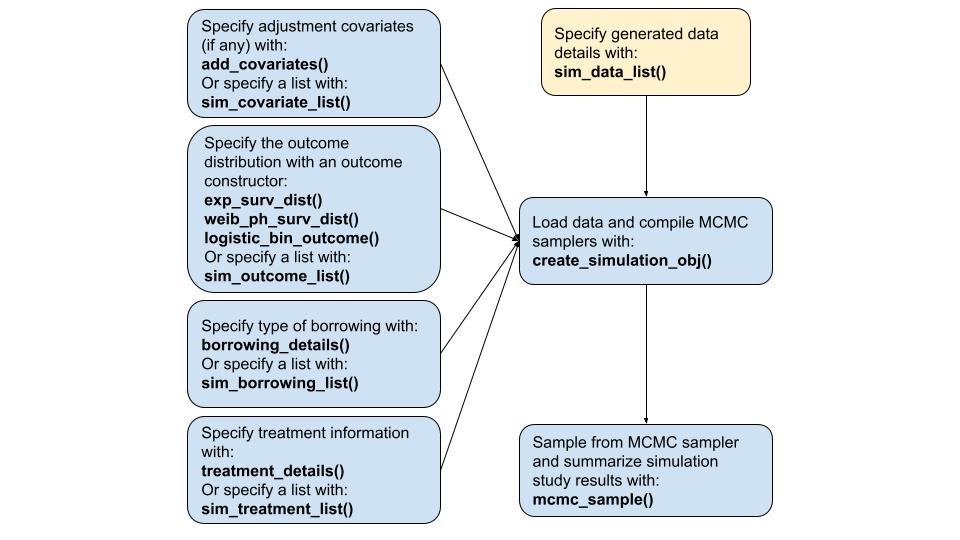 Specify adjustment covariates
(if any) with:
add_covariates()
Or specify a list with:
sim_covariate_list()
Specify the outcome
distribution with an outcome
constructor:
exp_surv_dist()
weib_ph_surv_dist()
logistic_bin_outcome()
Or specify a list with:
sim_outcome_list()
Specify type of borrowing with:
borrowing_details()
Or specify a list with:
sim_borrowing_list()
Specify treatment information
with:
treatment_details()
Or specify a list with:
sim_treatment_list()
Specify generated data
details with:
sim_data_list()
Load data and compile MCMC
samplers with:
create_simulation_obj()
Sample from MCMC sampler
and summarize simulation
study results with:
mcmc_sample()